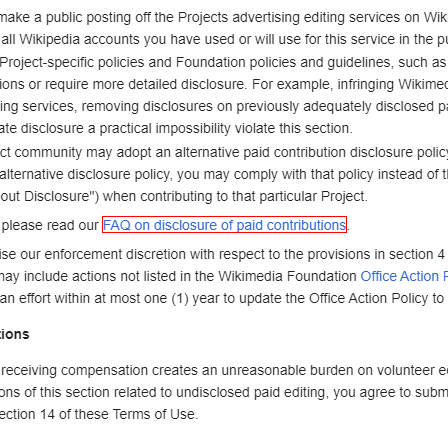 make a public posting off the Projects advertising editing services on Wik
all Wikipedia accounts you have used or will use for this service in the pu
Project-specific policies and Foundation policies and guidelines, such as
ions or require more detailed disclosure. For example, infringing Wikimed
ing services, removing disclosures on previously adequately disclosed pa
ate disclosure a practical impossibility violate this section.
ct community may adopt an alternative paid contribution disclosure policy
alternative disclosure policy, you may comply with that policy instead of t
out Disclosure") when contributing to that particular Project.
please read our FAQ on disclosure of paid contributions.
ise our enforcement discretion with respect to the provisions in section 4
may include actions not listed in the Wikimedia Foundation Office Action P
an effort within at most one (1) year to update the Office Action Policy to
tions
receiving compensation creates an unreasonable burden on volunteer e
ons of this section related to undisclosed paid editing, you agree to subm
ection 14 of these Terms of Use.